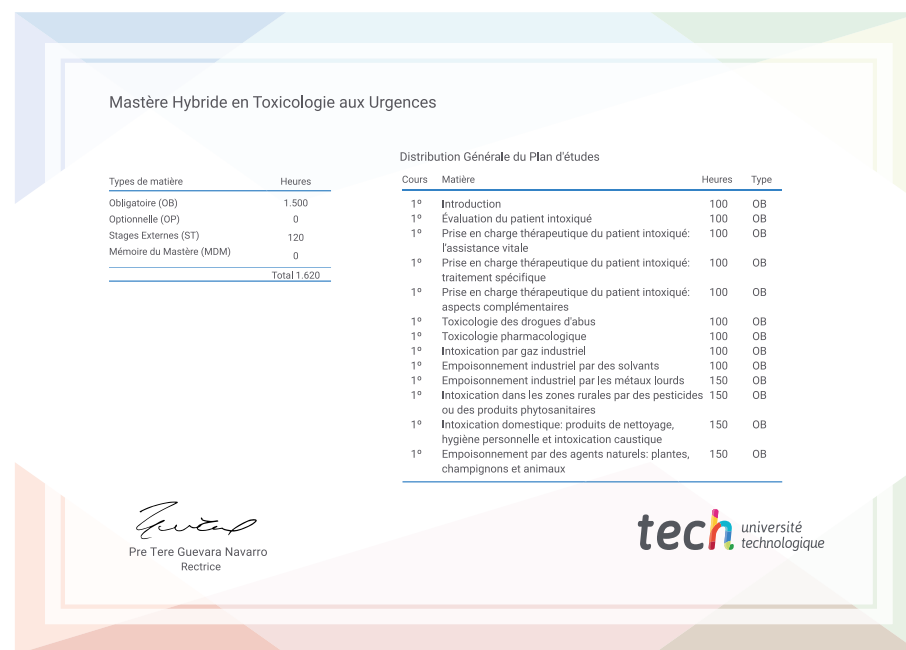 Mastère Hybride en Toxicologie aux Urgences
Types de matière Heures
Obligatoire (OB) 1.500
Optionnelle (OP) 0
Stages Externes (ST) 120
Mémoire du Mastère (MDM) 0
Total 1.620
Distribution Générale du Plan d'études
Cours Matière Heures Type
1º Introduction 100 OB
1º Évaluation du patient intoxiqué 100 OB
1º Prise en charge thérapeutique du patient intoxiqué: 100 OB
l'assistance vitale
1º Prise en charge thérapeutique du patient intoxiqué: 100 OB
traitement spécifique
1º Prise en charge thérapeutique du patient intoxiqué: 100 OB
aspects complémentaires
1º Toxicologie des drogues d'abus 100 OB
1º Toxicologie pharmacologique 100 OB
1º Intoxication par gaz industriel 100 OB
1º Empoisonnement industriel par des solvants 100 OB
1º Empoisonnement industriel par les métaux lourds 150 OB
1º Intoxication dans les zones rurales par des pesticides 150 OB
ou des produits phytosanitaires
1º Intoxication domestique: produits de nettoyage, 150 OB
hygiène personnelle et intoxication caustique
1º Empoisonnement par des agents naturels: plantes, 150 OB
champignons et animaux
Pre Tere Guevara Navarro
Rectrice
tech université
technologique